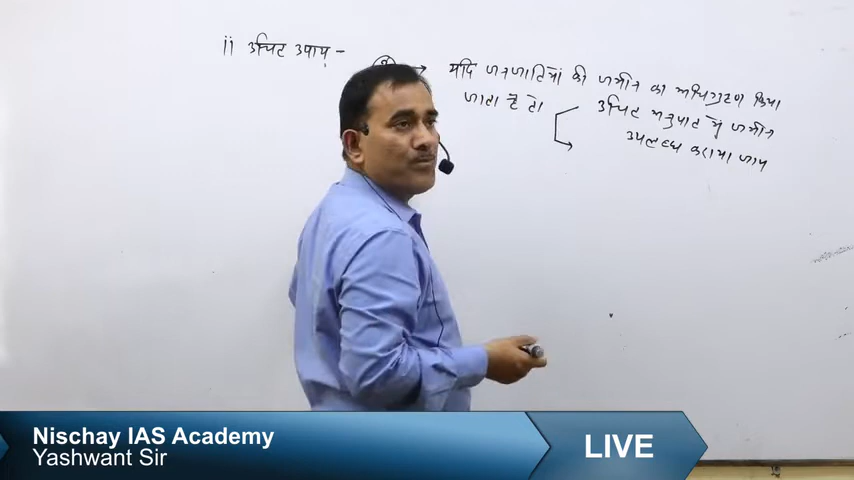 ii उचित उपाय -
यदि जनजातियों की जमीन का अधिग्रहण किया
जाता है तो
उचित अनुपात में जमीन
उपलब्ध कराया जाय
Nischay IAS Academy
Yashwant Sir
LIVE